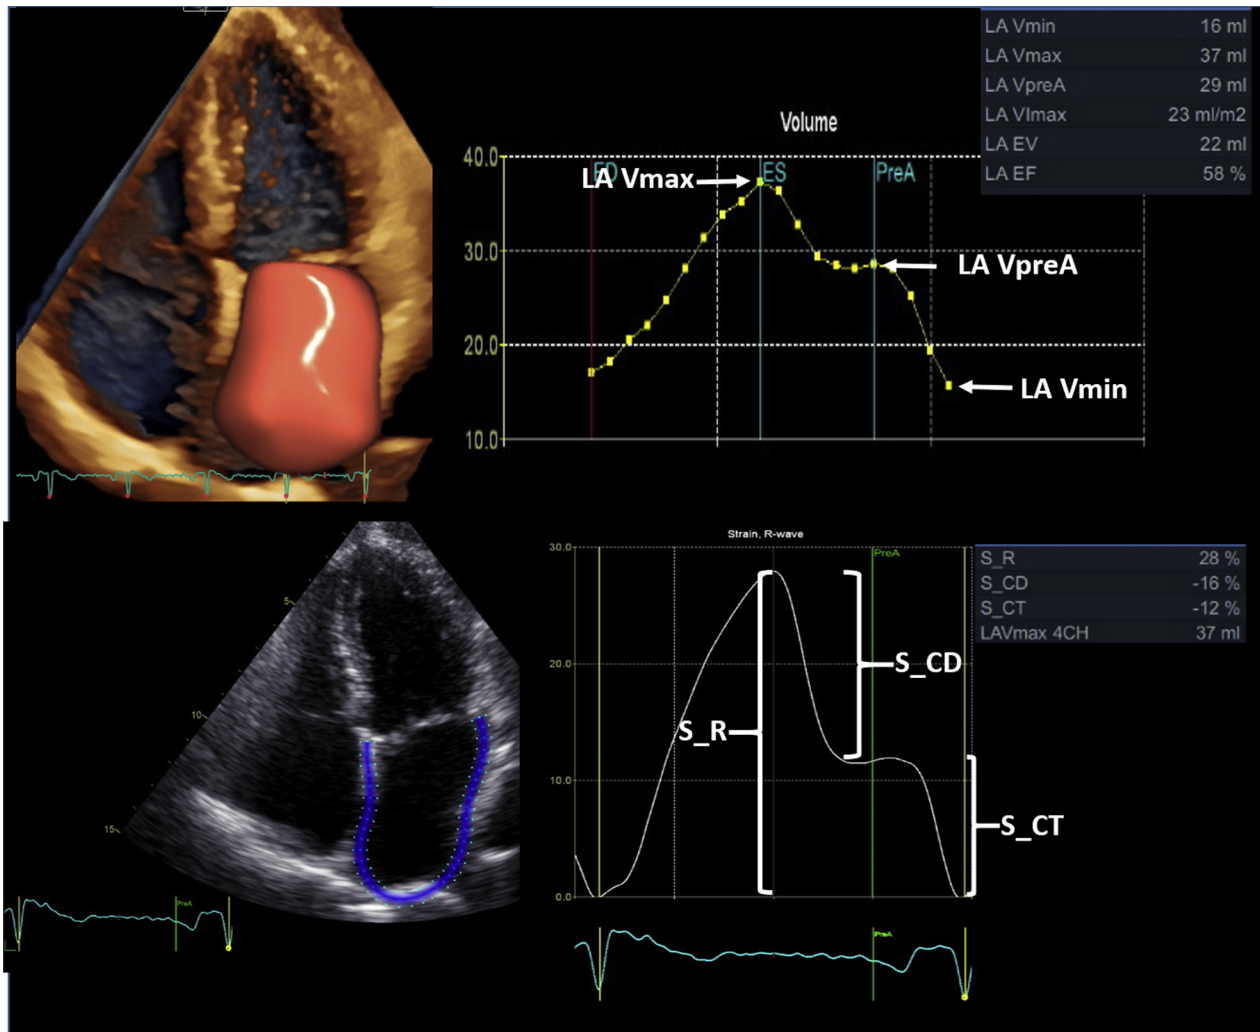 LA Vmin 16 ml
LA Vmax 37 ml
LA VpreA 29 ml
LA VImax 23 ml/m2
LA EV 22 ml
LA EF 58 %
Volume
40.0
30.0
20.0
10.0
ED
ES
PreA
LA Vmax
LA VpreA
LA Vmin
5
10
15
PreA
Strain, R-wave
30.0
20.0
10.0
0.0
PreA
S_R
S_CD
S_CT
PreA
S_R 28 %
S_CD -16 %
S_CT -12 %
LAVmax 4CH 37 ml